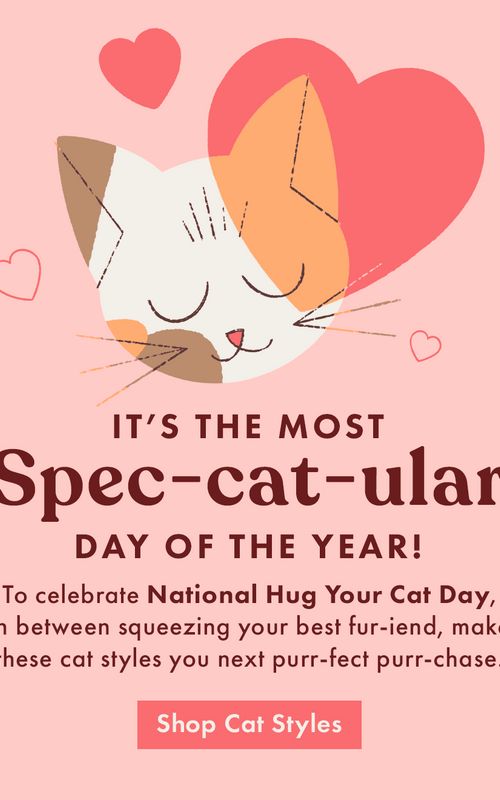 IT'S THE MOST
Spec-cat-ular
DAY OF THE YEAR!
To celebrate National Hug Your Cat Day,
between squeezing your best fur-iend, make
these cat styles you next purr-fect purr-chase.
Shop Cat Styles